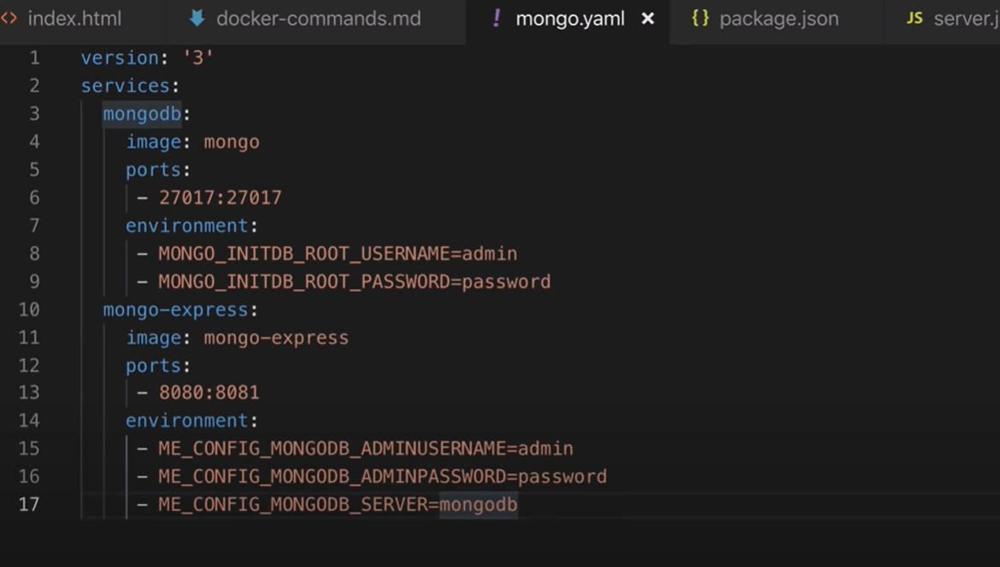 <> index.html docker-commands.md ! mongo.yaml × {} package.json JS server.j
1 version: '3'
2 services:
3 mongodb:
4 image: mongo
5 ports:
6 - 27017:27017
7 environment:
8 - MONGO_INITDB_ROOT_USERNAME=admin
9 - MONGO_INITDB_ROOT_PASSWORD=password
10 mongo-express:
11 image: mongo-express
12 ports:
13 - 8080:8081
14 environment:
15 - ME_CONFIG_MONGODB_ADMINUSERNAME=admin
16 - ME_CONFIG_MONGODB_ADMINPASSWORD=password
17 - ME_CONFIG_MONGODB_SERVER=mongodb